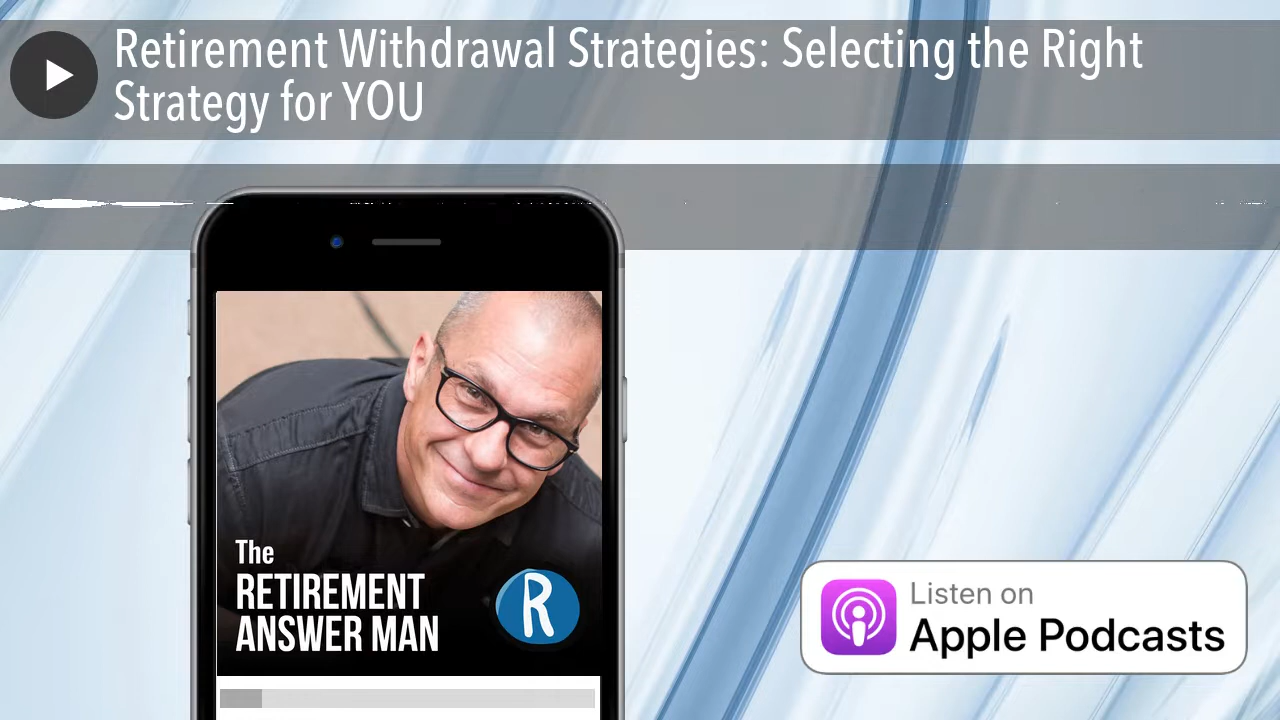 Retirement Withdrawal Strategies: Selecting the Right
Strategy for YOU
The
RETIREMENT
ANSWER MAN
R
Listen on
Apple Podcasts